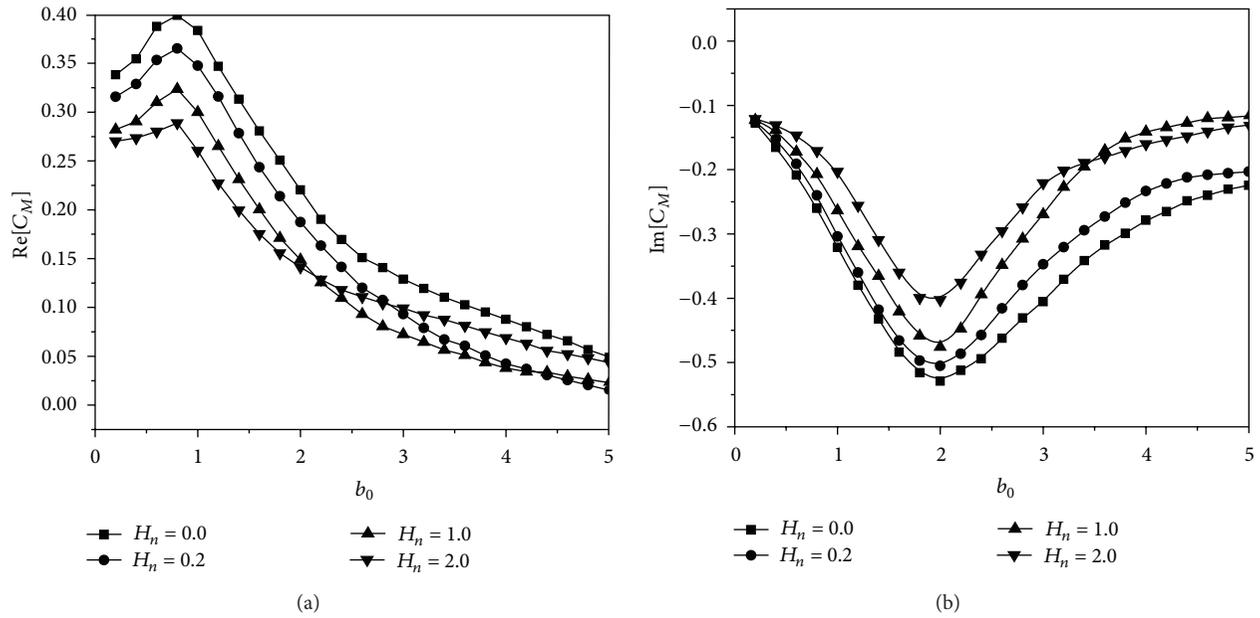 0.40
0.35
0.30
0.25
0.20
0.15
0.10
0.05
0.00
Re[C_M]
0 1 2 3 4 5
b_0
H_n = 0.0
H_n = 0.2
H_n = 1.0
H_n = 2.0
(a)
0.0
−0.1
−0.2
−0.3
−0.4
−0.5
−0.6
Im[C_M]
0 1 2 3 4 5
b_0
H_n = 0.0
H_n = 0.2
H_n = 1.0
H_n = 2.0
(b)